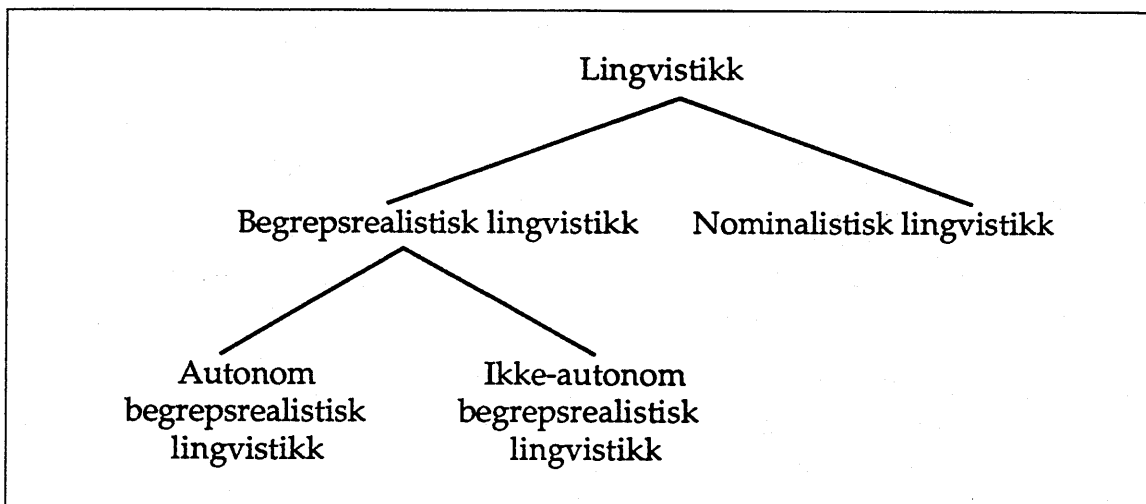 Lingvistikk
Begrepsrealistisk lingvistikk
Nominalistisk lingvistikk
Autonom
begrepsrealistisk
lingvistikk
Ikke-autonom
begrepsrealistisk
lingvistikk